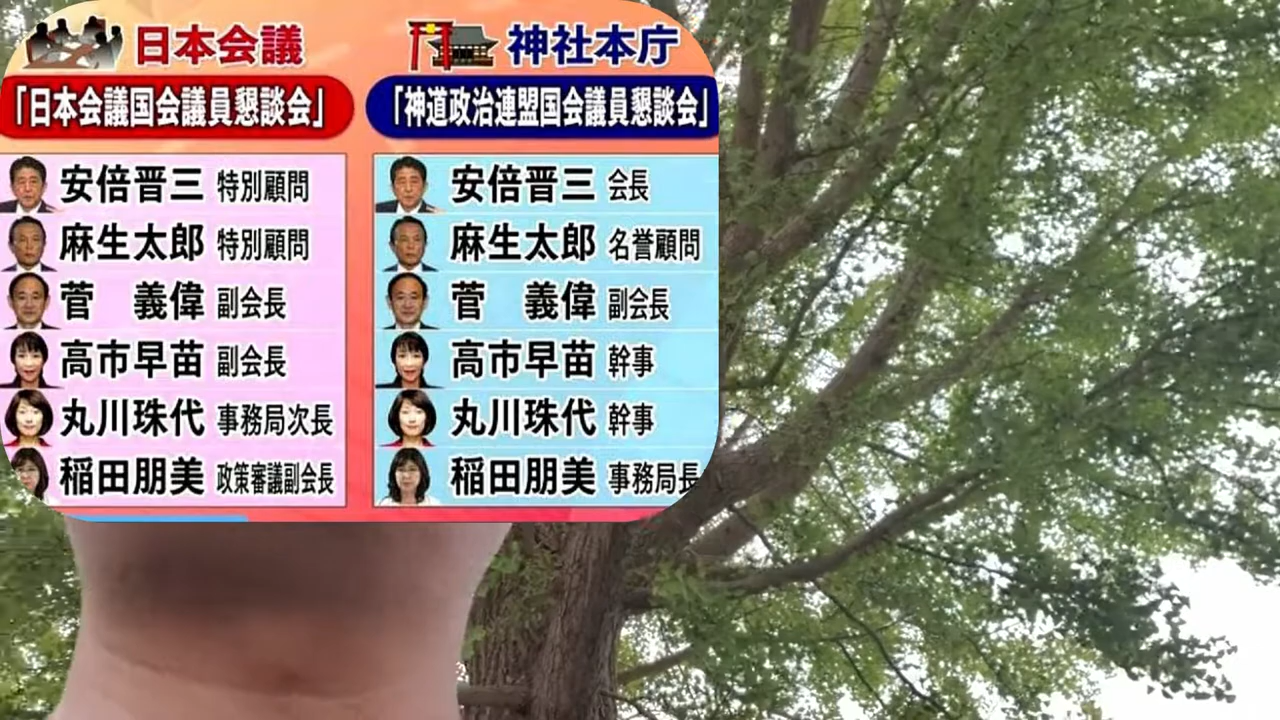 日本会議
「日本会議国会議員懇談会」
安倍晋三 特別顧問
麻生太郎 特別顧問
菅 義偉 副会長
高市早苗 副会長
丸川珠代 事務局次長
稲田朋美 政策審議副会長
神社本庁
「神道政治連盟国会議員懇談会」
安倍晋三 会長
麻生太郎 名誉顧問
菅 義偉 副会長
高市早苗 幹事
丸川珠代 幹事
稲田朋美 事務局長